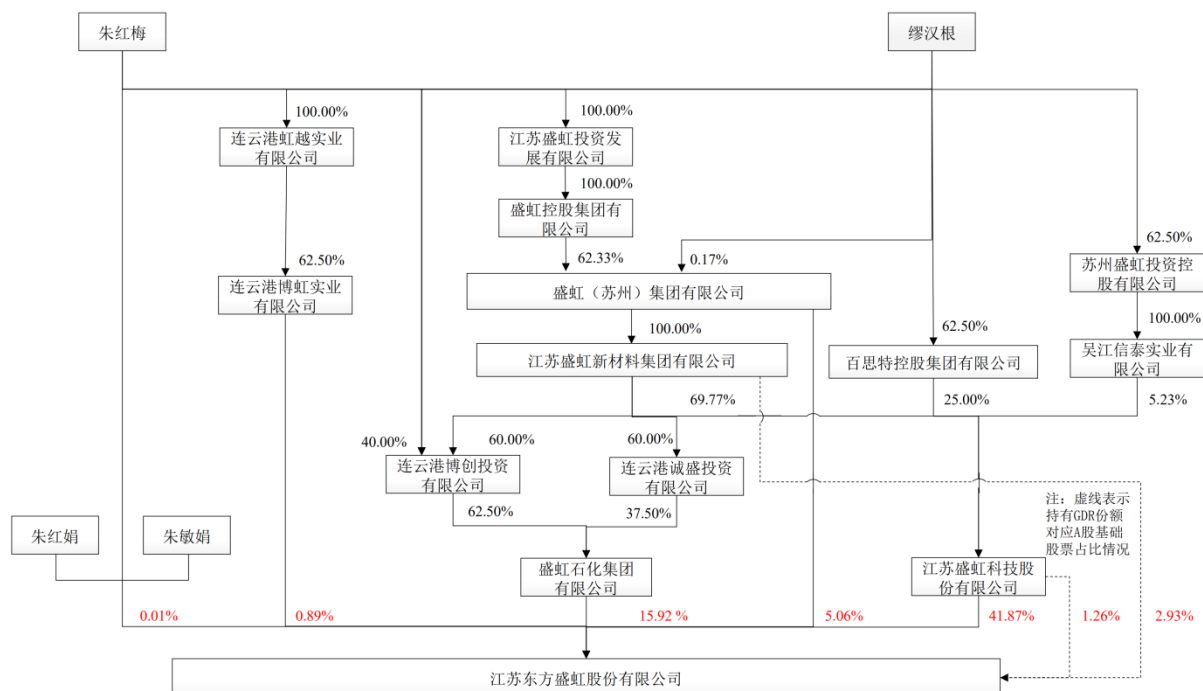 朱红梅
缪汉根
100.00%
100.00%
连云港虹越实业
有限公司
江苏盛虹投资发
展有限公司
100.00%
盛虹控股集团有
限公司
62.50%
62.33%
0.17%
62.50%
连云港博虹实业
有限公司
盛虹（苏州）集团有限公司
苏州盛虹投资控
股有限公司
100.00%
62.50%
100.00%
江苏盛虹新材料集团有限公司
百思特控股集团有限公司
吴江信泰实业有
限公司
69.77%
25.00%
5.23%
40.00%
60.00%
60.00%
连云港博创投资
有限公司
连云港诚盛投资
有限公司
62.50%
37.50%
注：虚线表示
持有GDR份额
对应A股基础
股票占比情况
朱红娟
朱敏娟
盛虹石化集团
有限公司
江苏盛虹科技股
份有限公司
0.01%
0.89%
15.92 %
5.06%
41.87%
1.26%
2.93%
江苏东方盛虹股份有限公司